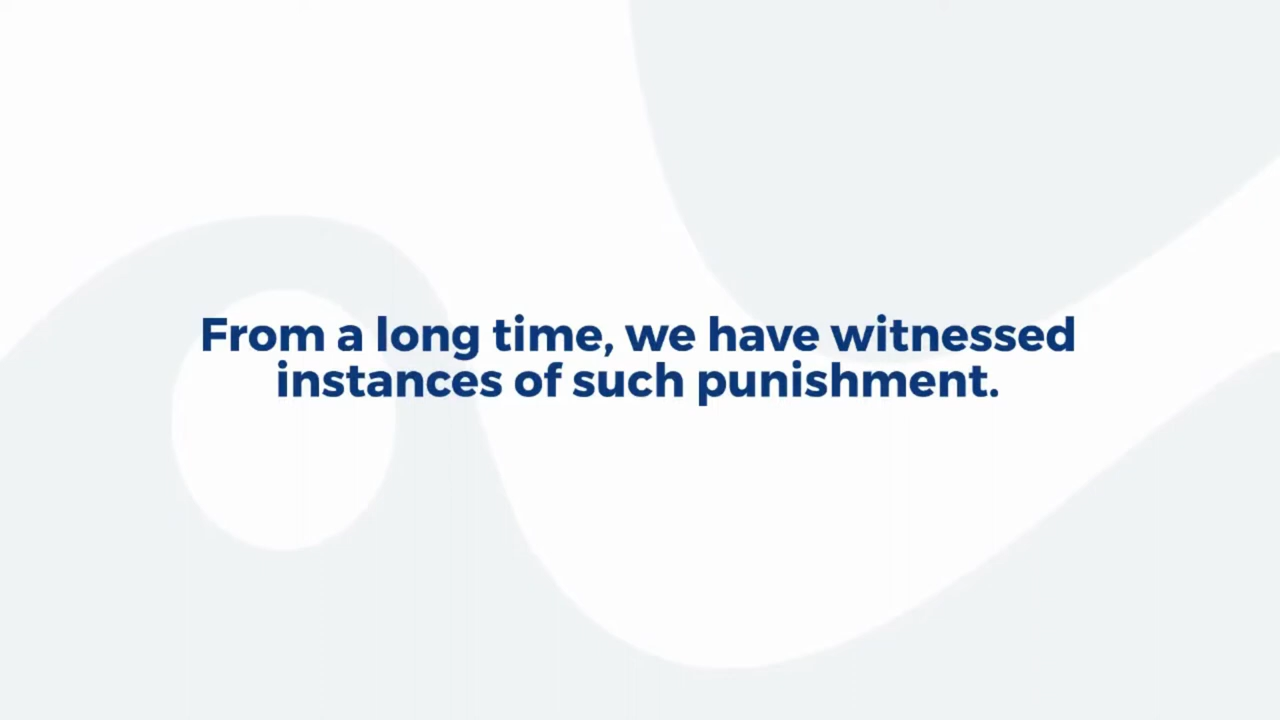 From a long time, we have witnessed
instances of such punishment.